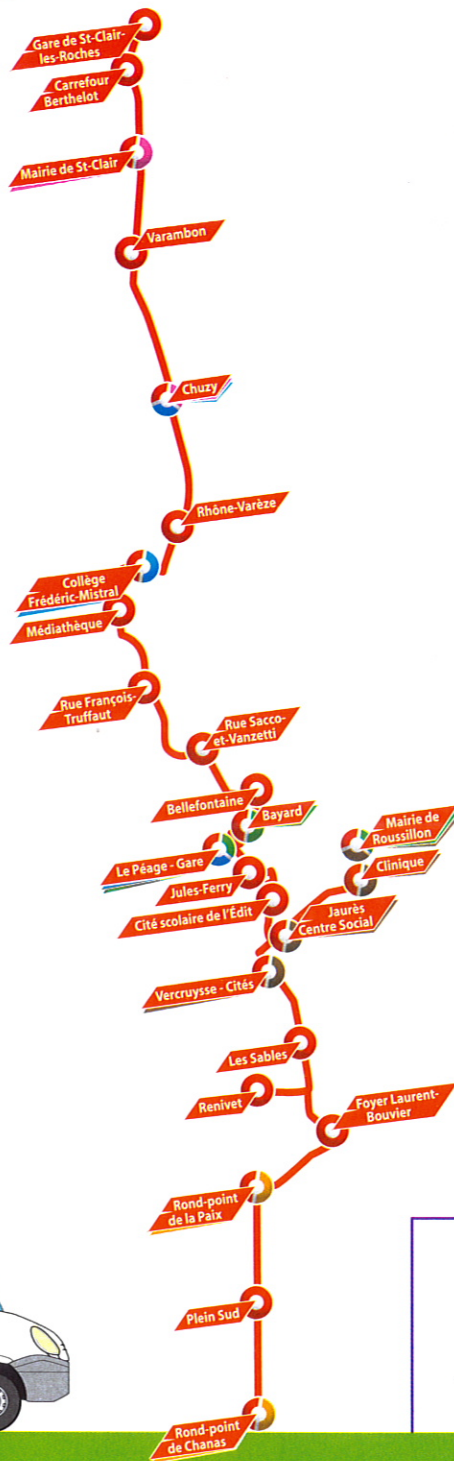 Gare de St-Clair-
les-Roches
Carrefour
Berthelot
Mairie de St-Clair
Varambon
Chuzy
Rhône-Varèze
Collège
Frédéric-Mistral
Médiathèque
Rue François-
Truffaut
Rue Sacco-
et-Vanzetti
Bellefontaine
Bayard
Mairie de
Roussillon
Le Péage - Gare
Clinique
Jules-Ferry
Cité scolaire de l'Édit
Jaurès
Centre Social
Vercruysse - Cités
Les Sables
Renivet
Foyer Laurent-
Bouvier
Rond-point
de la Paix
Plein Sud
Rond-point
de Chanas